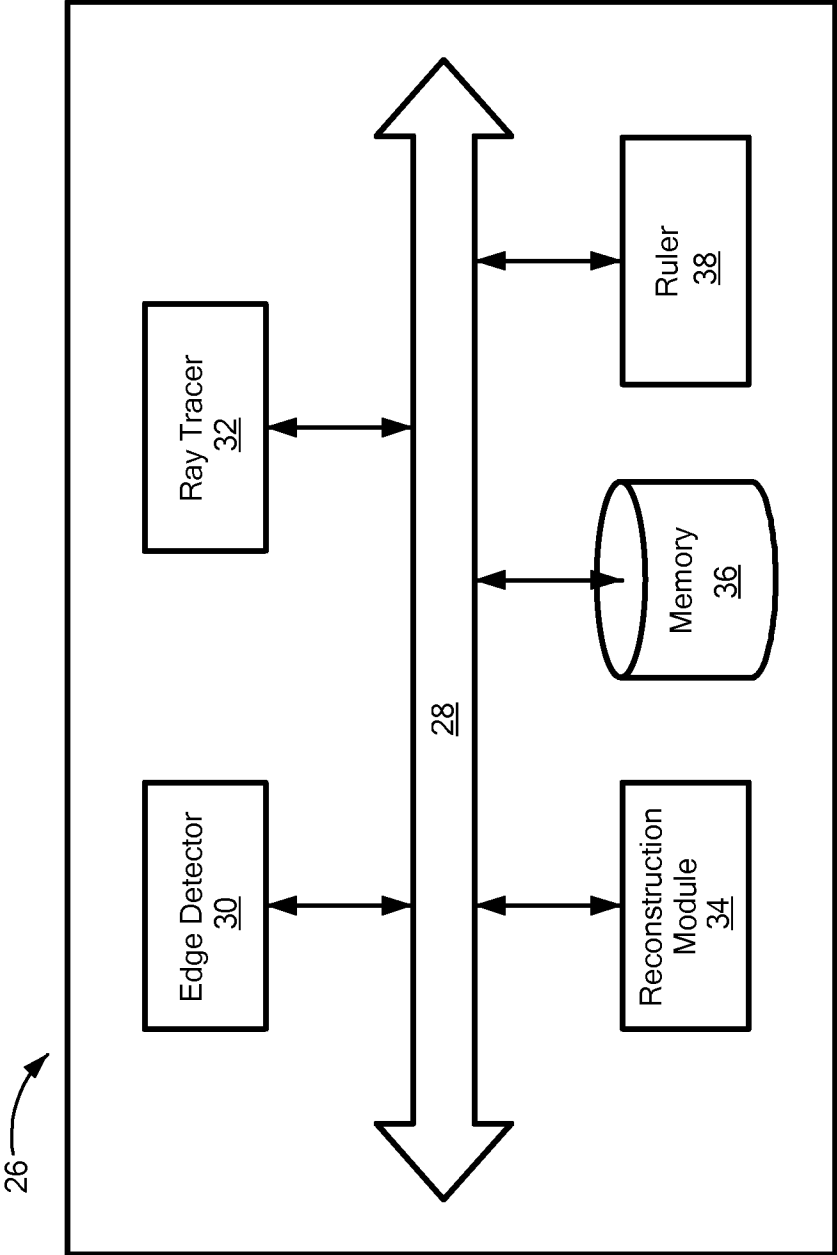 26
Edge Detector
30
Ray Tracer
32
28
Reconstruction
Module
34
Memory
36
Ruler
38